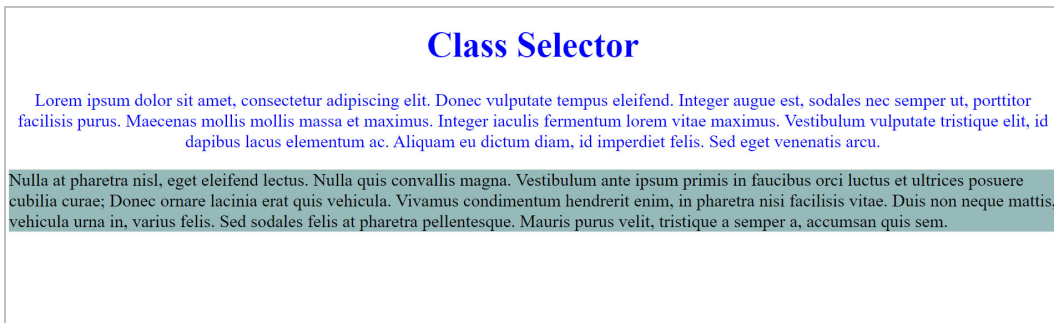 Class Selector
Lorem ipsum dolor sit amet, consectetur adipiscing elit. Donec vulputate tempus eleifend. Integer augue est, sodales nec semper ut, porttitor
facilisis purus. Maecenas mollis mollis massa et maximus. Integer iaculis fermentum lorem vitae maximus. Vestibulum vulputate tristique elit, id
dapibus lacus elementum ac. Aliquam eu dictum diam, id imperdiet felis. Sed eget venenatis arcu.
Nulla at pharetra nisl, eget eleifend lectus. Nulla quis convallis magna. Vestibulum ante ipsum primis in faucibus orci luctus et ultrices posuere
cubilia curae; Donec ornare lacinia erat quis vehicula. Vivamus condimentum hendrerit enim, in pharetra nisi facilisis vitae. Duis non neque mattis,
vehicula urna in, varius felis. Sed sodales felis at pharetra pellentesque. Mauris purus velit, tristique a semper a, accumsan quis sem.